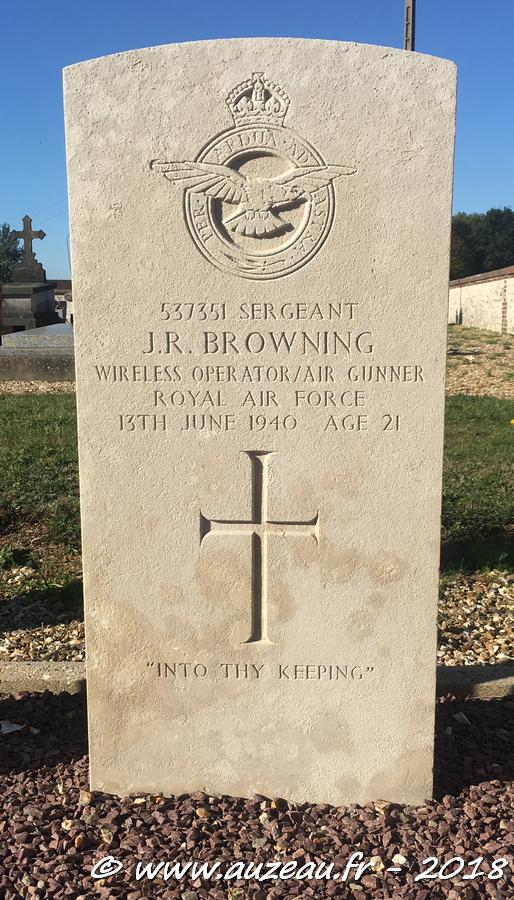 PER ARDUA AD ASTRA
537351 SERGEANT
J.R. BROWNING
WIRELESS OPERATOR/AIR GUNNER
ROYAL AIR FORCE
13TH JUNE 1940 AGE 21
"INTO THY KEEPING"
© www.auzeau.fr - 2018